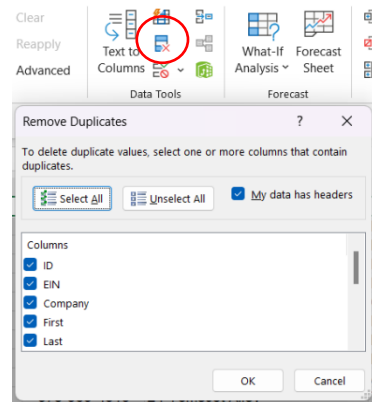 Clear
Reapply
Advanced
Text to
Columns
What-If
Analysis
Forecast
Sheet
Data Tools
Forec
Remove Duplicates
?
To delete duplicate values, select one or more columns that contain
duplicates.
Select All
Unselect All
My data has headers
Columns
ID
EIN
Company
First
Last
OK
Cancel